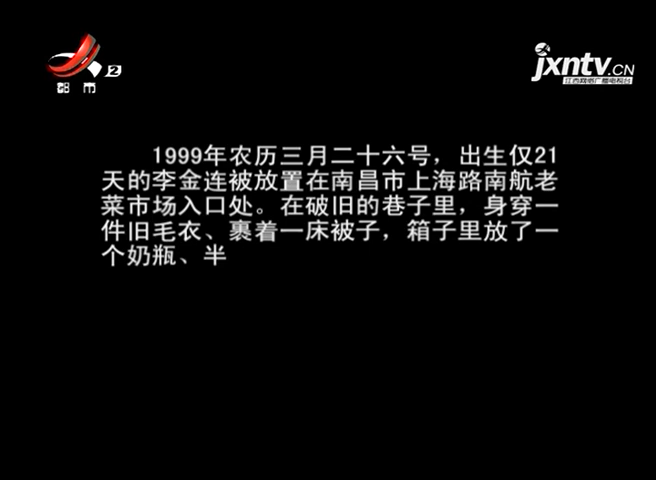 都市 2
jxntv.CN
江西网络广播电视台
1999年农历三月二十六号，出生仅21
天的李金连被放置在南昌市上海路南航老
菜市场入口处。在破旧的巷子里，身穿一
件旧毛衣、裹着一床被子，箱子里放了一
个奶瓶、半